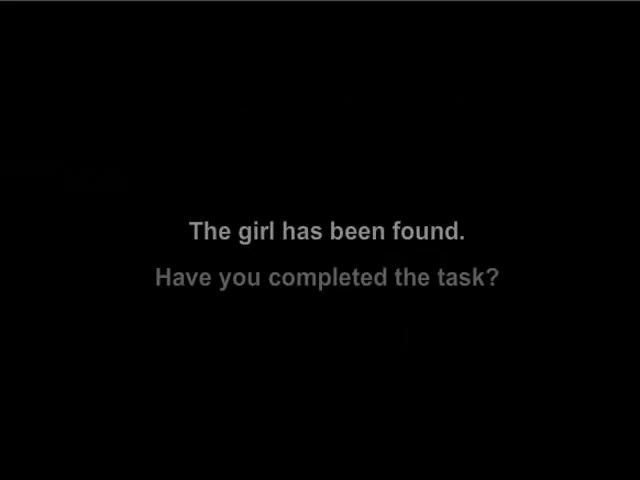 The girl has been found.
Have you completed the task?